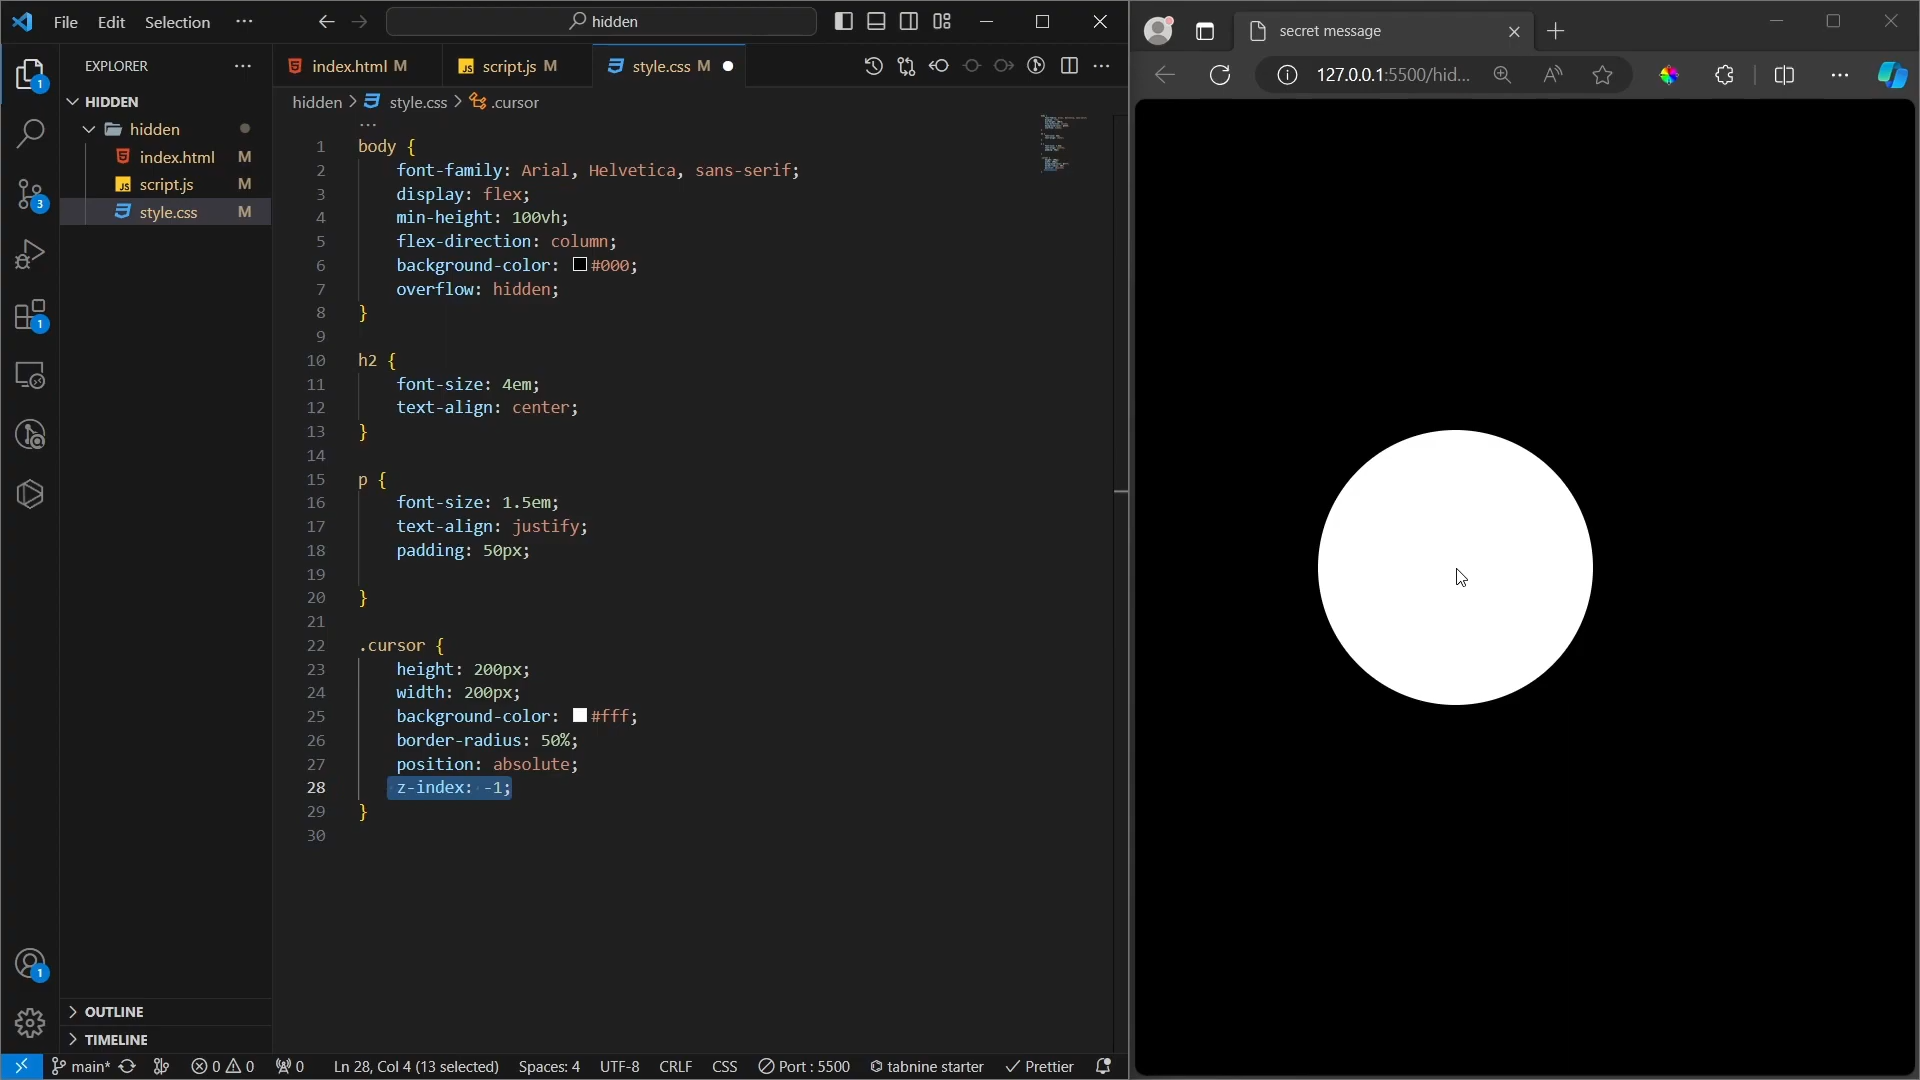 File Edit Selection ··· hidden
EXPLORER ···
HIDDEN
hidden
index.html M
script.js M
style.css M
OUTLINE
TIMELINE
index.html M script.js M style.css M
hidden > style.css > .cursor
···
1 body {
2 font-family: Arial, Helvetica, sans-serif;
3 display: flex;
4 min-height: 100vh;
5 flex-direction: column;
6 background-color: #000;
7 overflow: hidden;
8 }
9
10 h2 {
11 font-size: 4em;
12 text-align: center;
13 }
14
15 p {
16 font-size: 1.5em;
17 text-align: justify;
18 padding: 50px;
19
20 }
21
22 .cursor {
23 height: 200px;
24 width: 200px;
25 background-color: #fff;
26 border-radius: 50%;
27 position: absolute;
28 z-index: -1;
29 }
30
1
3
1
1
main* 0 0 0 Ln 28, Col 4 (13 selected) Spaces: 4 UTF-8 CRLF CSS Port : 5500 tabnine starter Prettier
secret message
127.0.0.1:5500/hid...